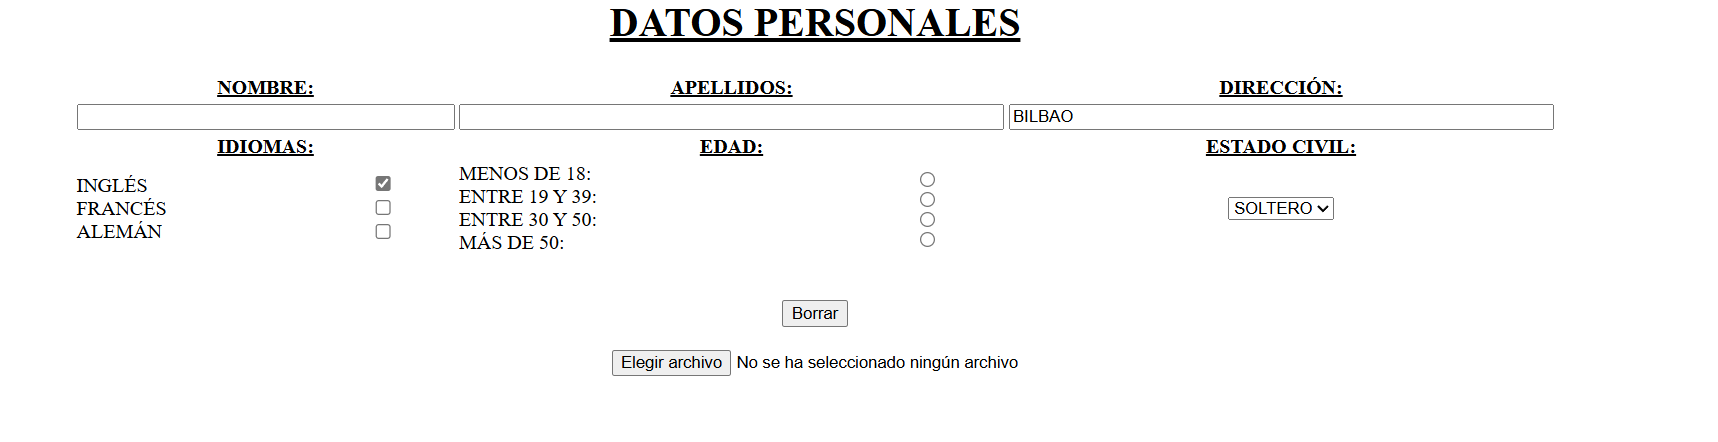 DATOS PERSONALES
NOMBRE: APELLIDOS: DIRECCIÓN:
BILBAO
IDIOMAS: EDAD: ESTADO CIVIL:
INGLÉS
FRANCÉS
ALEMÁN
MENOS DE 18:
ENTRE 19 Y 39:
ENTRE 30 Y 50:
MÁS DE 50:
SOLTERO
Borrar
Elegir archivo No se ha seleccionado ningún archivo